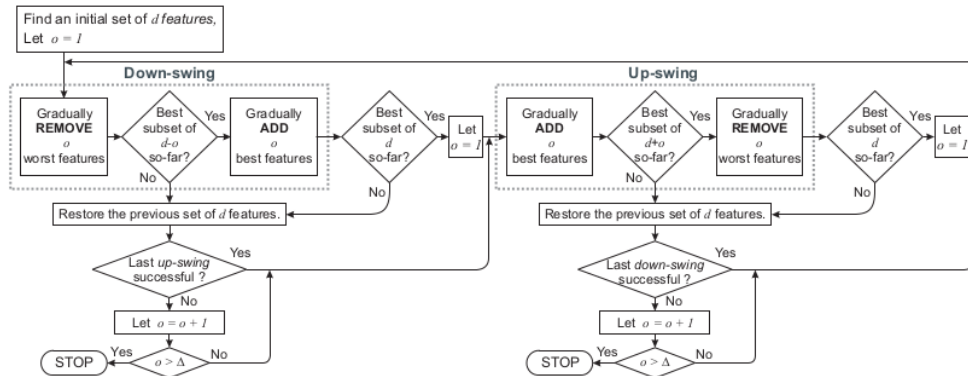 Find an initial set of d features,
Let o = 1
Down-swing
Gradually
REMOVE
o
worst features
Best
subset of
d-o
so-far?
Yes
No
Gradually
ADD
o
best features
Best
subset of
d
so-far?
Yes
No
Let
o = 1
Restore the previous set of d features.
Last up-swing
successful ?
Yes
No
Let o = o + 1
o > Δ
Yes
No
STOP
Up-swing
Gradually
ADD
o
best features
Best
subset of
d+o
so-far?
Yes
No
Gradually
REMOVE
o
worst features
Best
subset of
d
so-far?
Yes
No
Let
o = 1
Restore the previous set of d features.
Last down-swing
successful ?
Yes
No
Let o = o + 1
o > Δ
Yes
No
STOP